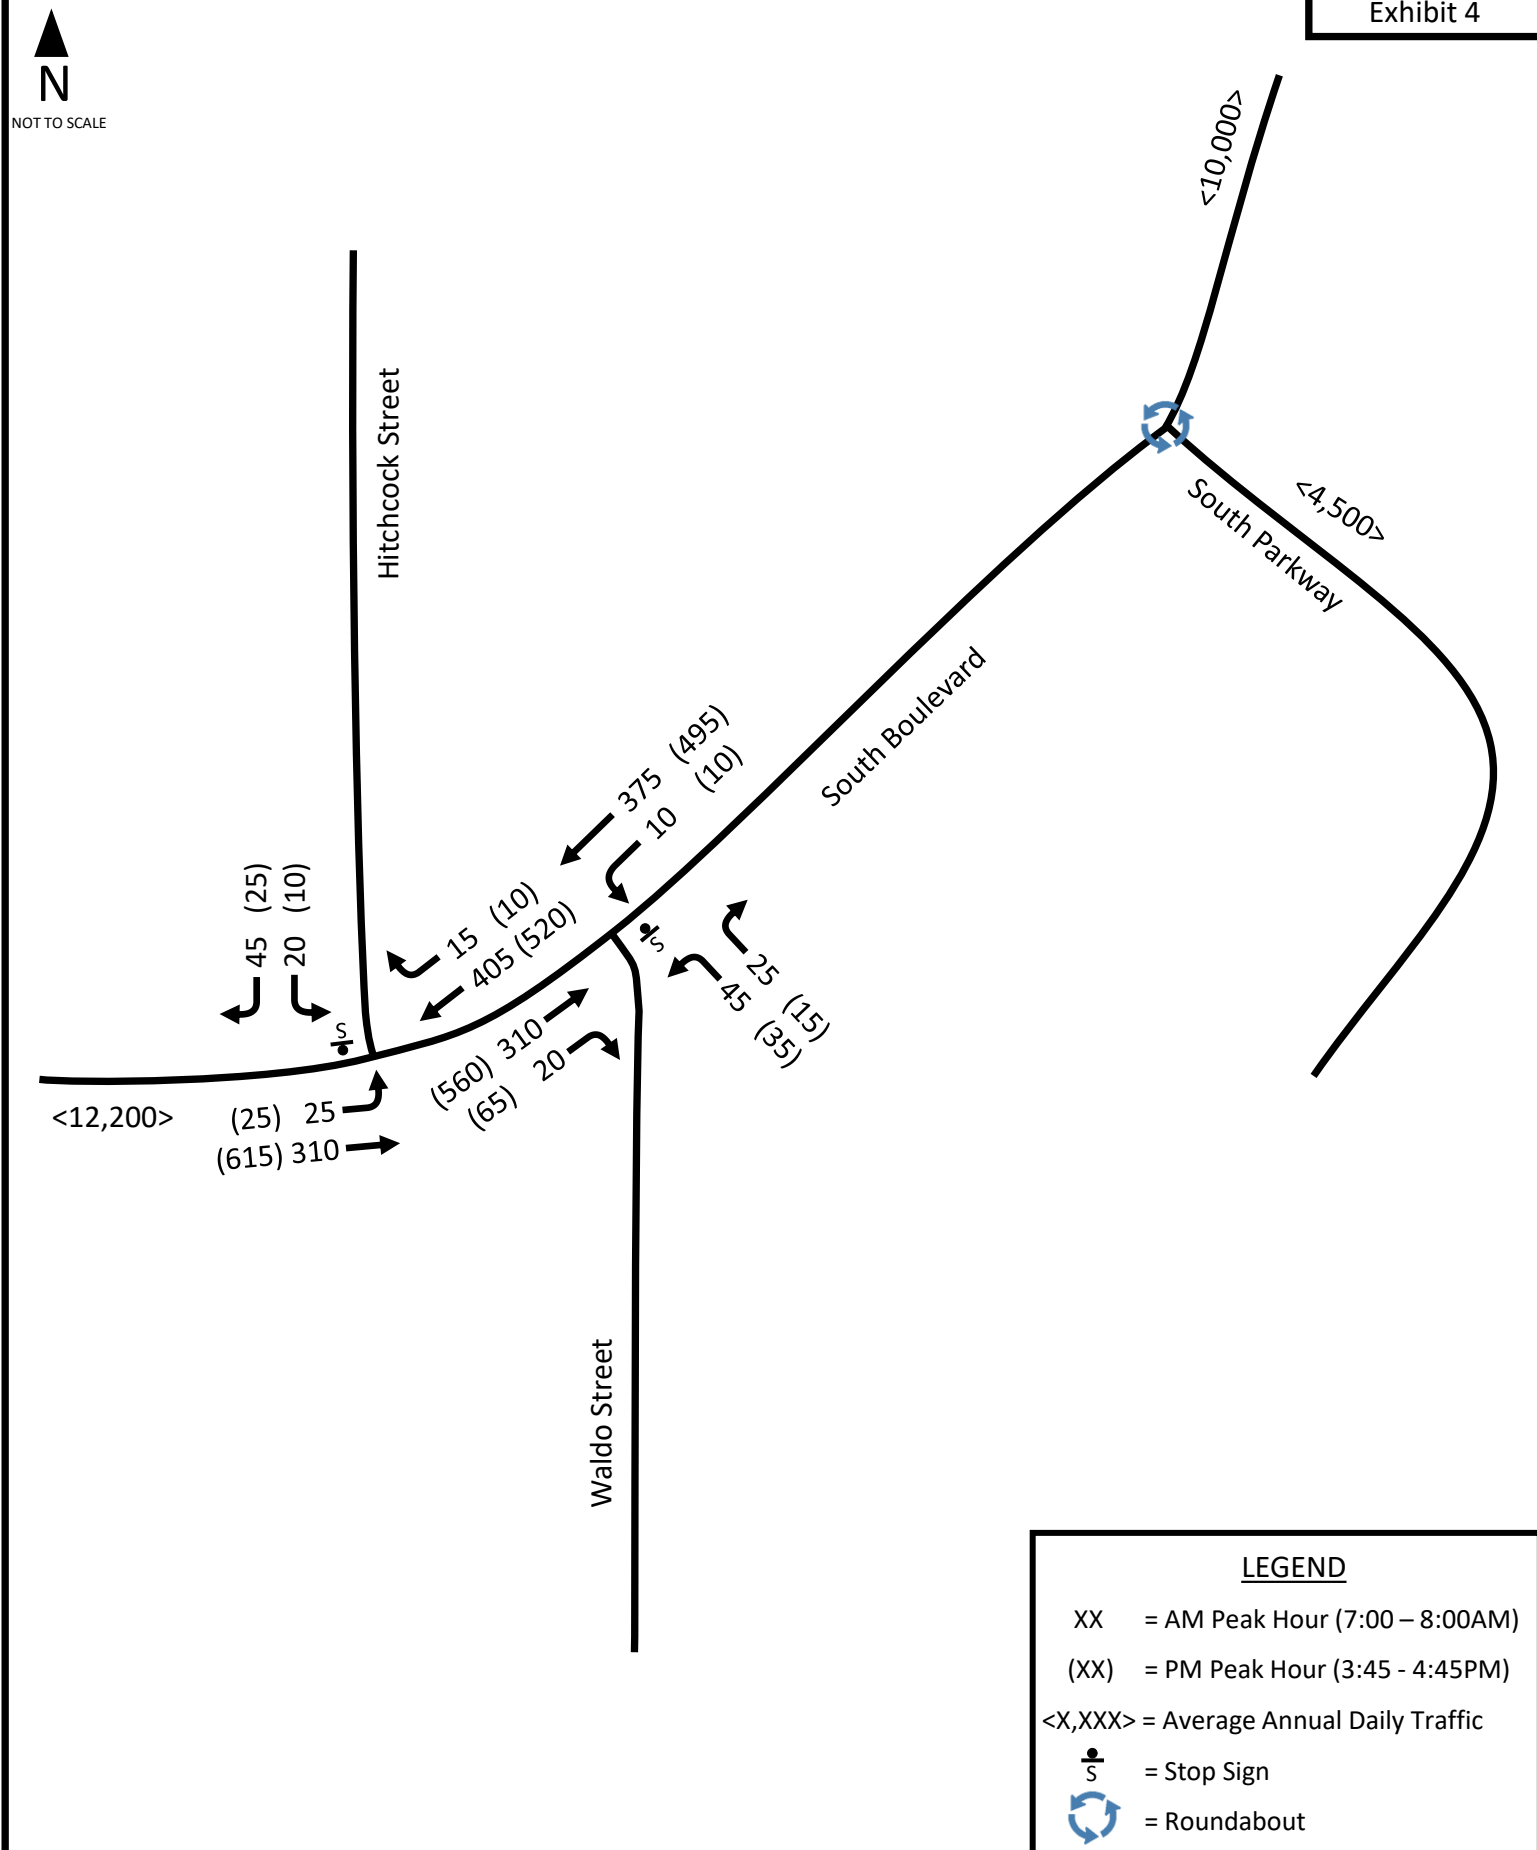 Exhibit 4
N
NOT TO SCALE
<10,000>
Hitchcock Street
<4,500>
South Parkway
South Boulevard
375 (495)
10 (10)
45 (25)
20 (10)
15 (10)
405 (520)
S
S
25 (15)
45 (35)
(560) 310
(65) 20
<12,200>
(25) 25
(615) 310
Waldo Street
LEGEND
XX = AM Peak Hour (7:00 – 8:00AM)
(XX) = PM Peak Hour (3:45 - 4:45PM)
<X,XXX> = Average Annual Daily Traffic
S = Stop Sign
= Roundabout